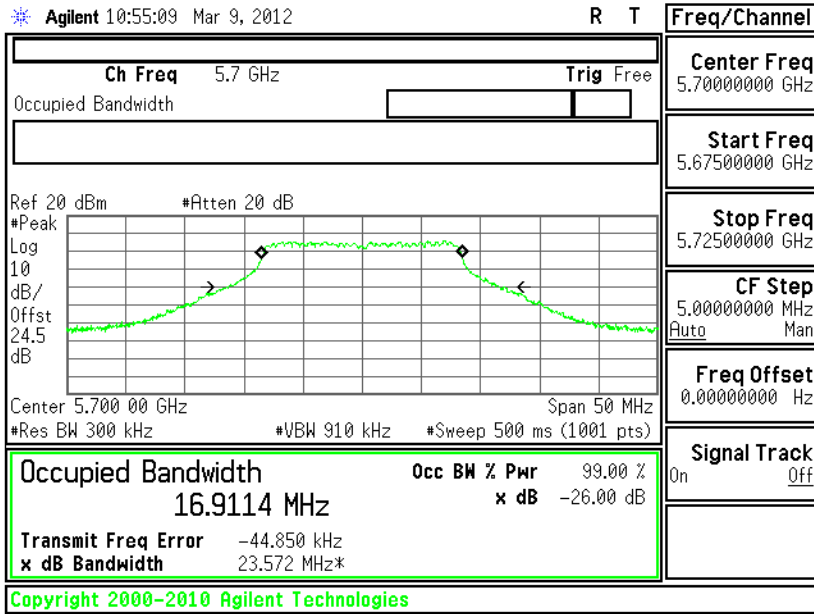 Agilent 10:55:09 Mar 9, 2012 R T
Ch Freq 5.7 GHz Trig Free
Occupied Bandwidth
Ref 20 dBm #Atten 20 dB
#Peak
Log
10
dB/
Offst
24.5
dB
Center 5.700 00 GHz Span 50 MHz
#Res BW 300 kHz #VBW 910 kHz #Sweep 500 ms (1001 pts)
Occupied Bandwidth Occ BW % Pwr 99.00 %
16.9114 MHz x dB -26.00 dB
Transmit Freq Error -44.850 kHz
x dB Bandwidth 23.572 MHz*
Copyright 2000-2010 Agilent Technologies
Freq/Channel
Center Freq
5.70000000 GHz
Start Freq
5.67500000 GHz
Stop Freq
5.72500000 GHz
CF Step
5.00000000 MHz
Auto Man
Freq Offset
0.00000000 Hz
Signal Track
On Off